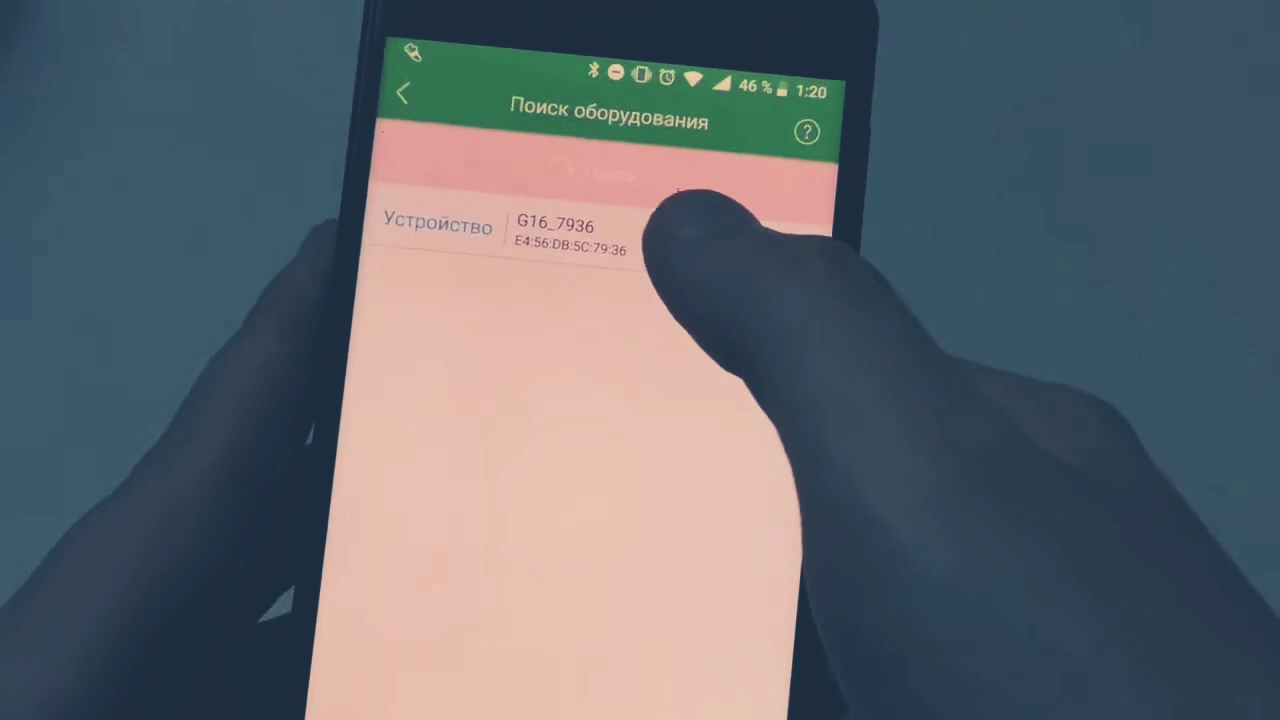 46 % 1:20
Поиск оборудования
?
Устройство
G16_7936
E4:56:DB:5C:79:36